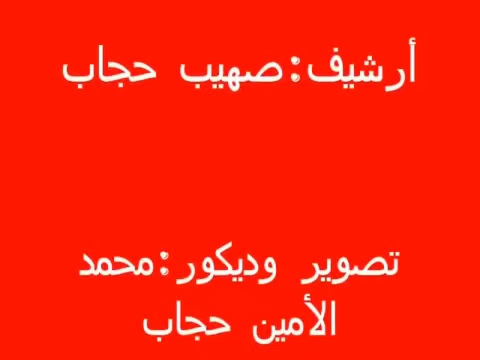 أرشيف:صهيب حجاب
تصوير وديكور:محمد
الأمين حجاب